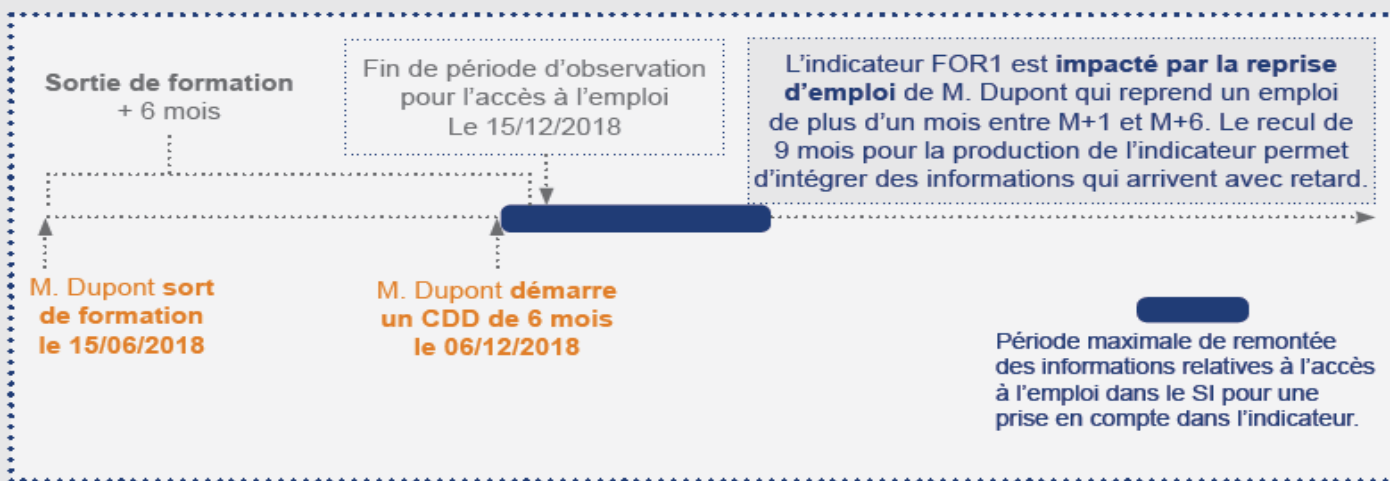 Sortie de formation
+ 6 mois
Fin de période d'observation
pour l'accès à l'emploi
Le 15/12/2018
L'indicateur FOR1 est impacté par la reprise
d'emploi de M. Dupont qui reprend un emploi
de plus d'un mois entre M+1 et M+6. Le recul de
9 mois pour la production de l'indicateur permet
d'intégrer des informations qui arrivent avec retard.
M. Dupont sort
de formation
le 15/06/2018
M. Dupont démarre
un CDD de 6 mois
le 06/12/2018
Période maximale de remontée
des informations relatives à l'accès
à l'emploi dans le SI pour une
prise en compte dans l'indicateur.